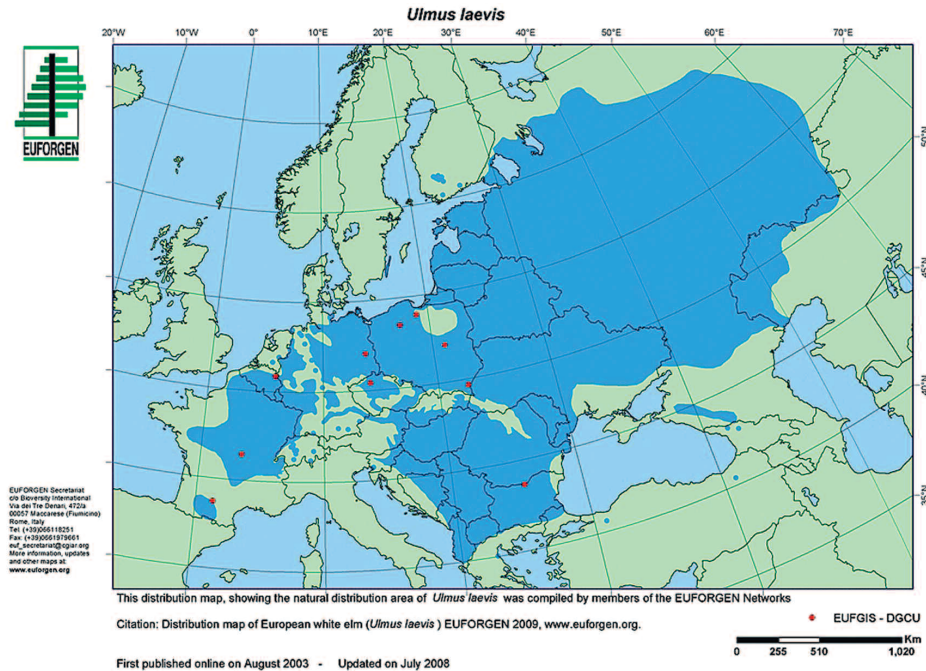 Ulmus laevis
20°W 10°W 0° 10°E 20°E 30°E 40°E 50°E 60°E 70°E
EUFORGEN
50°N
45°N
40°N
35°N
EUFORGEN Secretariat
c/o Bioversity International
Via dei Tre Denari, 472/a
00057 Maccarese (Fiumicino)
Rome, Italy
Tel. (+39)066118251
Fax: (+39)0661979661
euf_secretariat@cgiar.org
More information, updates
and other maps at:
www.euforgen.org
This distribution map, showing the natural distribution area of Ulmus laevis was compiled by members of the EUFORGEN Networks
EUFGIS - DGCU
Citation: Distribution map of European white elm (Ulmus laevis ) EUFORGEN 2009, www.euforgen.org.
Km
0 255 510 1,020
First published online on August 2003 - Updated on July 2008